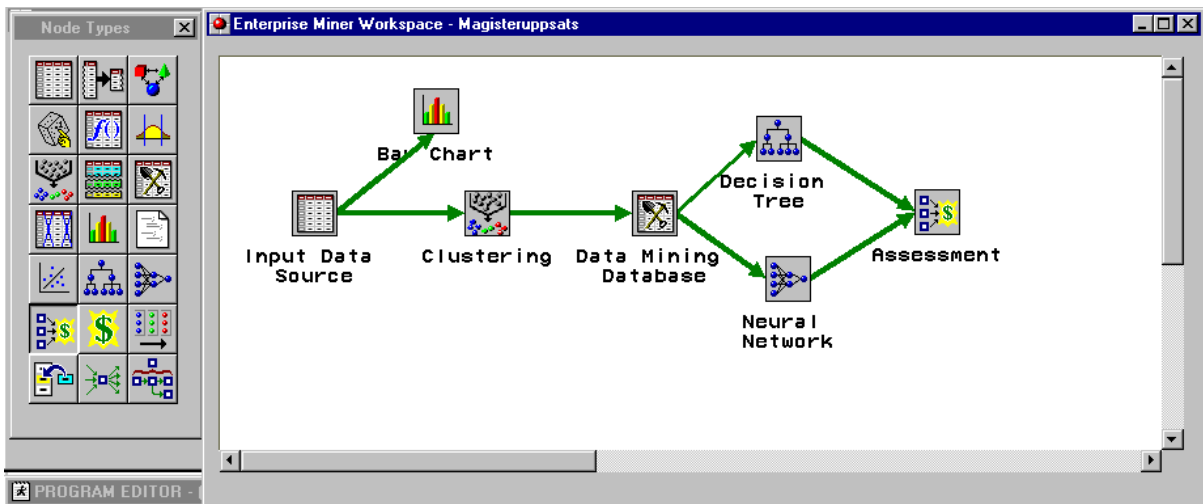 Node Types
Enterprise Miner Workspace - Magisteruppsats
Bar Chart
Decision
Tree
Input Data
Source
Clustering
Data Mining
Database
Assessment
Neural
Network
PROGRAM EDITOR -